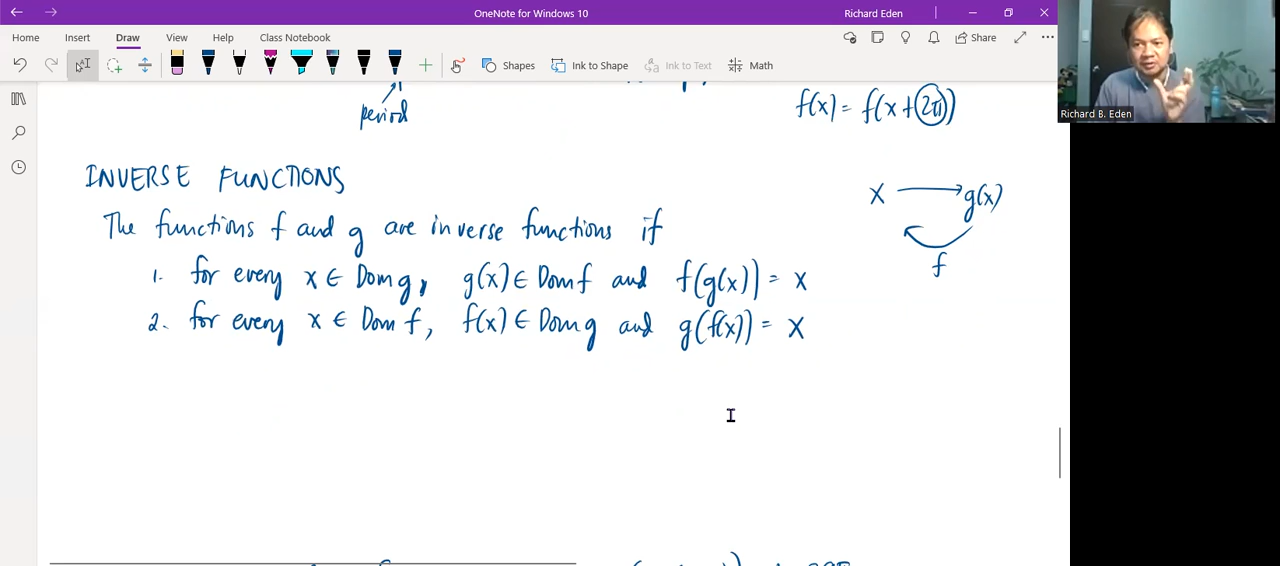 OneNote for Windows 10
Richard Eden
Home Insert Draw View Help Class Notebook
Shapes Ink to Shape Ink to Text Math Share
Richard B. Eden
period
f(x) = f(x+2π)
INVERSE FUNCTIONS
The functions f and g are inverse functions if
1. for every x ∈ Dom g, g(x) ∈ Dom f and f(g(x)) = x
2. for every x ∈ Dom f, f(x) ∈ Dom g and g(f(x)) = x
x → g(x)
f